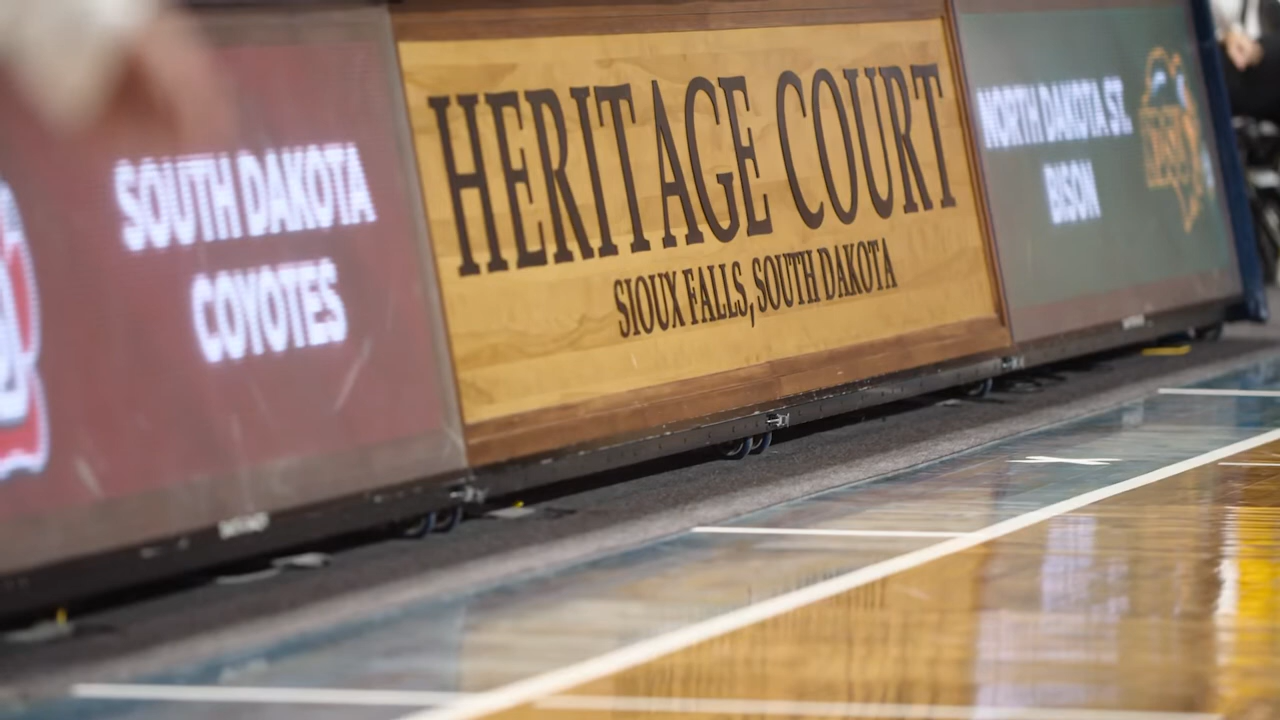 SOUTH DAKOTA
COYOTES
HERITAGE COURT
SIOUX FALLS, SOUTH DAKOTA
NORTH DAKOTA ST.
BISON